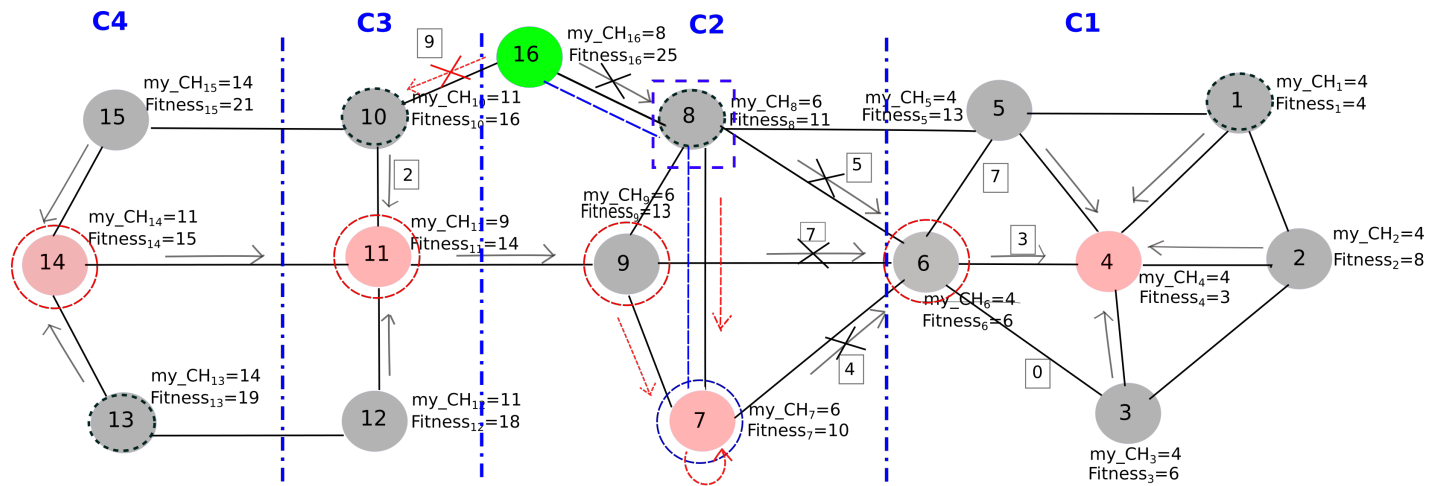 C4
C3
C2
C1
9
16
my_CH₁₆=8
Fitness₁₆=25
15
my_CH₁₅=14
Fitness₁₅=21
10
my_CH₁₀=11
Fitness₁₀=16
8
my_CH₈=6
Fitness₈=11
my_CH₅=4
Fitness₅=13
5
1
my_CH₁=4
Fitness₁=4
2
5
7
14
my_CH₁₄=11
Fitness₁₄=15
11
my_CH₁₁=9
Fitness₁₁=14
my_CH₉=6
Fitness₉=13
9
7
6
my_CH₆=4
Fitness₆=6
3
4
my_CH₄=4
Fitness₄=3
2
my_CH₂=4
Fitness₂=8
13
my_CH₁₃=14
Fitness₁₃=19
12
my_CH₁₂=11
Fitness₁₂=18
7
my_CH₇=6
Fitness₇=10
4
0
3
my_CH₃=4
Fitness₃=6